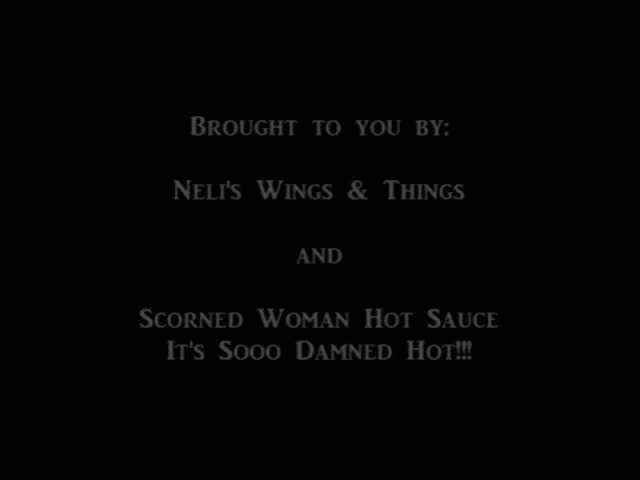 Brought to you by:
Neli's Wings & Things
and
Scorned Woman Hot Sauce
It's Sooo Damned Hot!!!